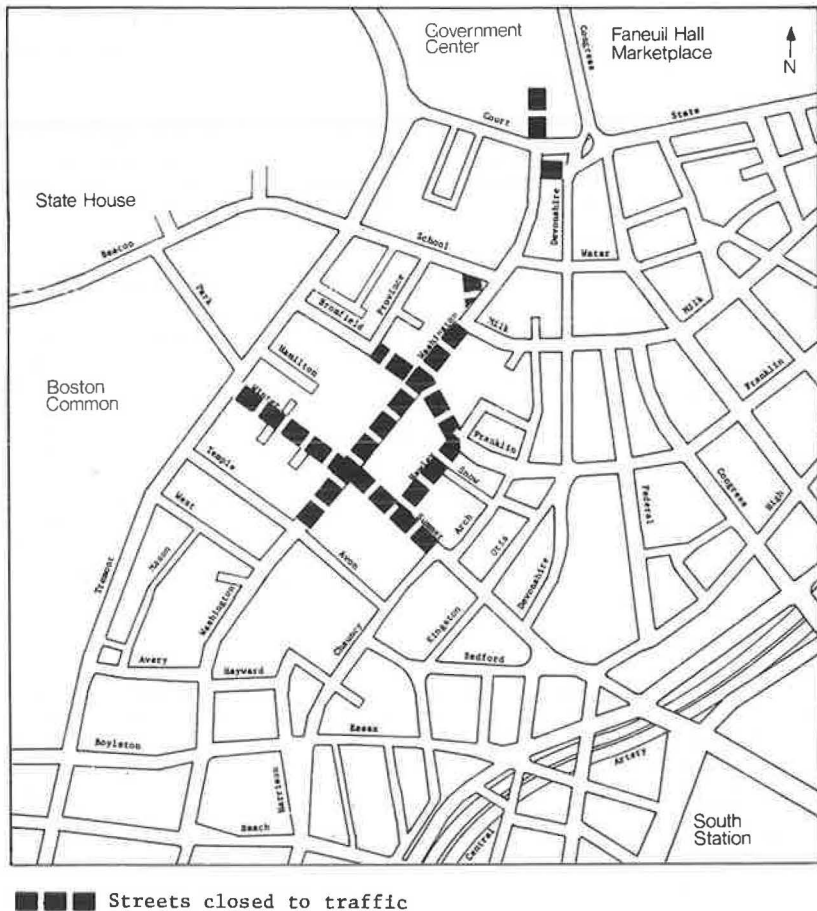 Government
Center
Congress
Faneuil Hall
Marketplace
N
Court
State
State House
Beacon
School
Devonshire
Water
Park
Province
Bromfield
Washington
Milk
Milk
Hamilton
Boston
Common
Winter
Franklin
Franklin
Temple
Hawley
Snow
West
Summer
Arch
Congress
High
Federal
Otis
Mason
Avon
Tremont
Washington
Devonshire
Chauncy
Kingston
Avery
Hayward
Bedford
Essex
Boylston
Artery
Harrison
Beach
Central
South
Station
Streets closed to traffic